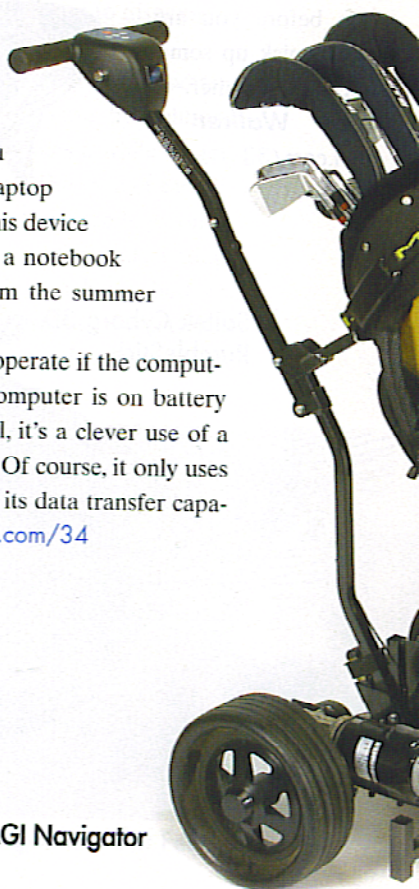 aptop
is device
a notebook
m the summer
operate if the comput-
omputer is on battery
l, it's a clever use of a
Of course, it only uses
its data transfer capa-
.com/34
GI Navigator